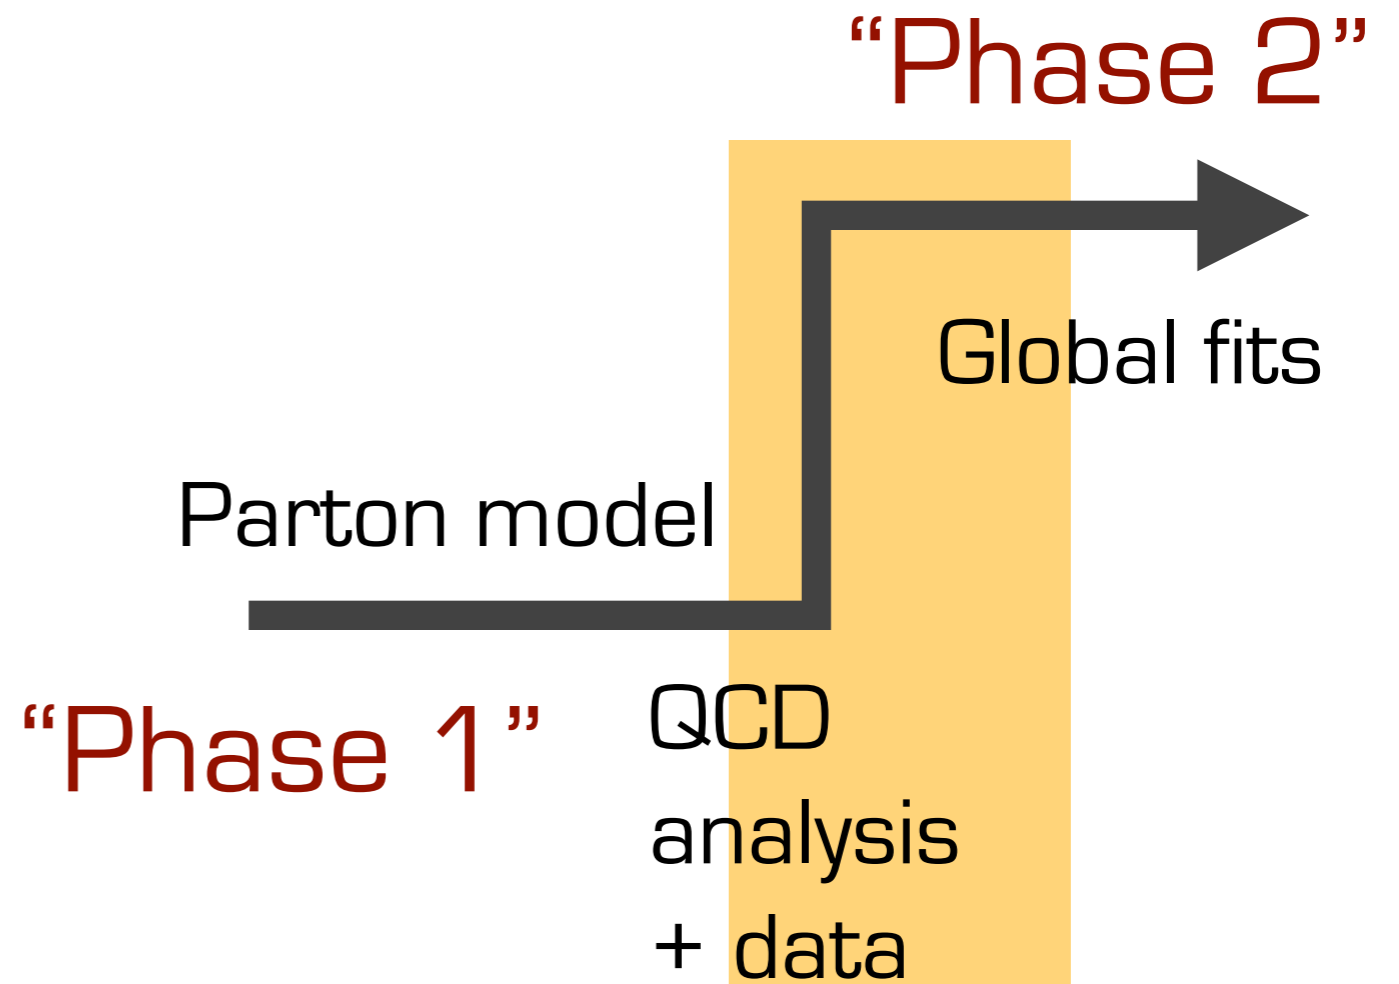 “Phase 2”
Global fits
Parton model
“Phase 1”
QCD
analysis
+ data